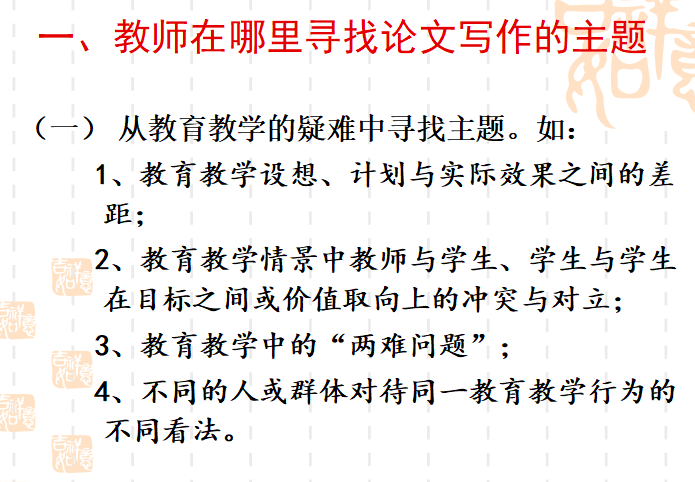 一、教师在哪里寻找论文写作的主题
（一） 从教育教学的疑难中寻找主题。如：
1、教育教学设想、计划与实际效果之间的差
距；
2、教育教学情景中教师与学生、学生与学生
在目标之间或价值取向上的冲突与对立；
3、教育教学中的“两难问题”；
4、不同的人或群体对待同一教育教学行为的
不同看法。